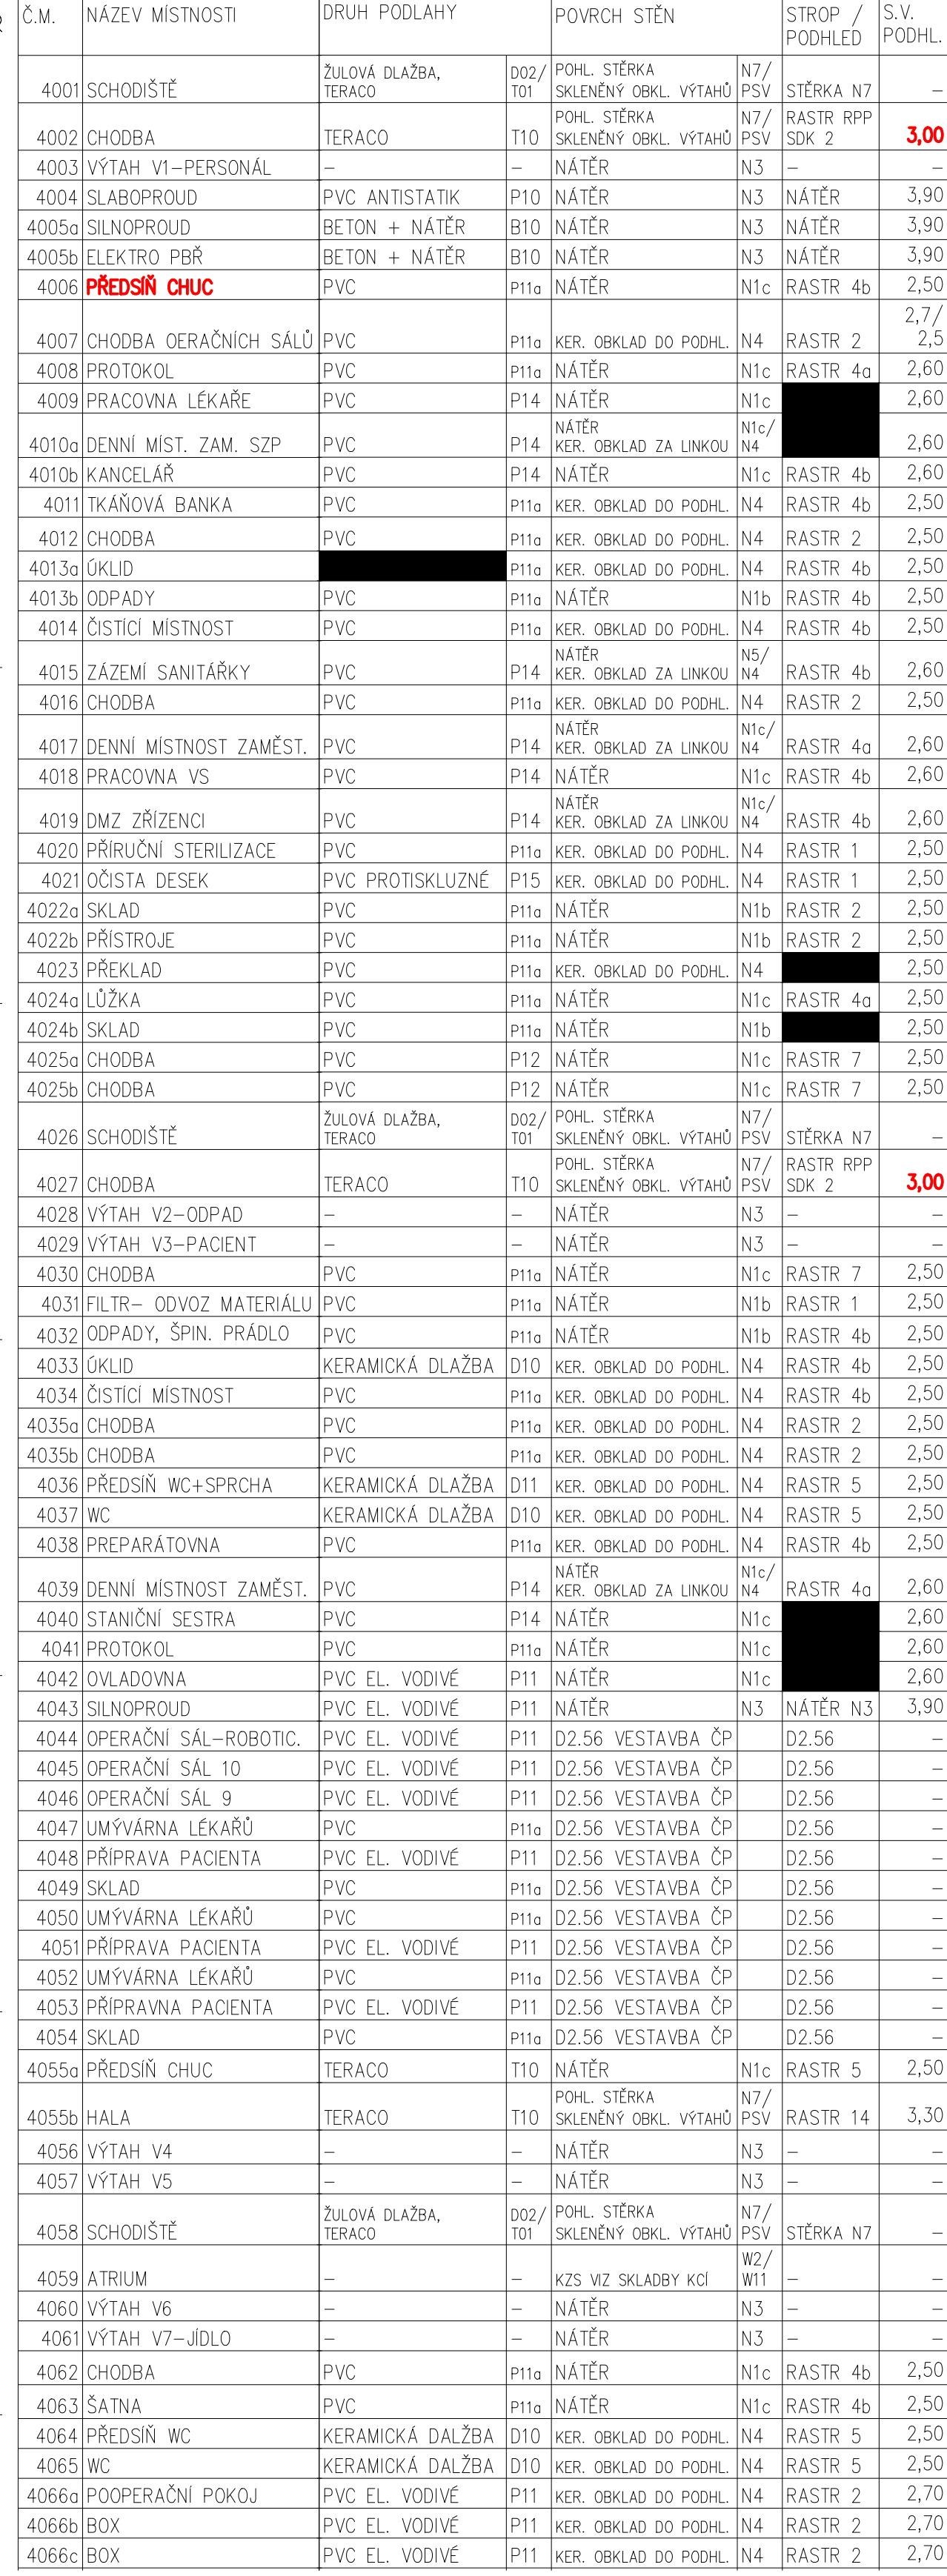 Č.M. NÁZEV MÍSTNOSTI DRUH PODLAHY POVRCH STĚN STROP / PODHLED S.V. PODHL.
4001 SCHODIŠTĚ ŽULOVÁ DLAŽBA, TERACO D02/ T01 POHL. STĚRKA SKLENĚNÝ OBKL. VÝTAHŮ N7/ PSV STĚRKA N7 –
4002 CHODBA TERACO T10 POHL. STĚRKA SKLENĚNÝ OBKL. VÝTAHŮ N7/ PSV RASTR RPP SDK 2 3,00
4003 VÝTAH V1–PERSONÁL – – NÁTĚR N3 – –
4004 SLABOPROUD PVC ANTISTATIK P10 NÁTĚR N3 NÁTĚR 3,90
4005a SILNOPROUD BETON + NÁTĚR B10 NÁTĚR N3 NÁTĚR 3,90
4005b ELEKTRO PBŘ BETON + NÁTĚR B10 NÁTĚR N3 NÁTĚR 3,90
4006 PŘEDSÍŇ CHUC PVC P11a NÁTĚR N1c RASTR 4b 2,50
4007 CHODBA OERAČNÍCH SÁLŮ PVC P11a KER. OBKLAD DO PODHL. N4 RASTR 2 2,7/ 2,5
4008 PROTOKOL PVC P11a NÁTĚR N1c RASTR 4a 2,60
4009 PRACOVNA LÉKAŘE PVC P14 NÁTĚR N1c 2,60
4010a DENNÍ MÍST. ZAM. SZP PVC P14 NÁTĚR KER. OBKLAD ZA LINKOU N1c/ N4 2,60
4010b KANCELÁŘ PVC P14 NÁTĚR N1c RASTR 4b 2,60
4011 TKÁŇOVÁ BANKA PVC P11a KER. OBKLAD DO PODHL. N4 RASTR 4b 2,50
4012 CHODBA PVC P11a KER. OBKLAD DO PODHL. N4 RASTR 2 2,50
4013a ÚKLID P11a KER. OBKLAD DO PODHL. N4 RASTR 4b 2,50
4013b ODPADY PVC P11a NÁTĚR N1b RASTR 4b 2,50
4014 ČISTÍCÍ MÍSTNOST PVC P11a KER. OBKLAD DO PODHL. N4 RASTR 4b 2,50
4015 ZÁZEMÍ SANITÁŘKY PVC P14 NÁTĚR KER. OBKLAD ZA LINKOU N5/ N4 RASTR 4b 2,60
4016 CHODBA PVC P11a KER. OBKLAD DO PODHL. N4 RASTR 2 2,50
4017 DENNÍ MÍSTNOST ZAMĚST. PVC P14 NÁTĚR KER. OBKLAD ZA LINKOU N1c/ N4 RASTR 4a 2,60
4018 PRACOVNA VS PVC P14 NÁTĚR N1c RASTR 4b 2,60
4019 DMZ ZŘÍZENCI PVC P14 NÁTĚR KER. OBKLAD ZA LINKOU N1c/ N4 RASTR 4b 2,60
4020 PŘÍRUČNÍ STERILIZACE PVC P11a KER. OBKLAD DO PODHL. N4 RASTR 1 2,50
4021 OČISTA DESEK PVC PROTISKLUZNÉ P15 KER. OBKLAD DO PODHL. N4 RASTR 1 2,50
4022a SKLAD PVC P11a NÁTĚR N1b RASTR 2 2,50
4022b PŘÍSTROJE PVC P11a NÁTĚR N1b RASTR 2 2,50
4023 PŘEKLAD PVC P11a KER. OBKLAD DO PODHL. N4 2,50
4024a LŮŽKA PVC P11a NÁTĚR N1c RASTR 4a 2,50
4024b SKLAD PVC P11a NÁTĚR N1b 2,50
4025a CHODBA PVC P12 NÁTĚR N1c RASTR 7 2,50
4025b CHODBA PVC P12 NÁTĚR N1c RASTR 7 2,50
4026 SCHODIŠTĚ ŽULOVÁ DLAŽBA, TERACO D02/ T01 POHL. STĚRKA SKLENĚNÝ OBKL. VÝTAHŮ N7/ PSV STĚRKA N7 –
4027 CHODBA TERACO T10 POHL. STĚRKA SKLENĚNÝ OBKL. VÝTAHŮ N7/ PSV RASTR RPP SDK 2 3,00
4028 VÝTAH V2–ODPAD – – NÁTĚR N3 – –
4029 VÝTAH V3–PACIENT – – NÁTĚR N3 – –
4030 CHODBA PVC P11a NÁTĚR N1c RASTR 7 2,50
4031 FILTR– ODVOZ MATERIÁLU PVC P11a NÁTĚR N1b RASTR 1 2,50
4032 ODPADY, ŠPIN. PRÁDLO PVC P11a NÁTĚR N1b RASTR 4b 2,50
4033 ÚKLID KERAMICKÁ DLAŽBA D10 KER. OBKLAD DO PODHL. N4 RASTR 4b 2,50
4034 ČISTÍCÍ MÍSTNOST PVC P11a KER. OBKLAD DO PODHL. N4 RASTR 4b 2,50
4035a CHODBA PVC P11a KER. OBKLAD DO PODHL. N4 RASTR 2 2,50
4035b CHODBA PVC P11a KER. OBKLAD DO PODHL. N4 RASTR 2 2,50
4036 PŘEDSÍŇ WC+SPRCHA KERAMICKÁ DLAŽBA D11 KER. OBKLAD DO PODHL. N4 RASTR 5 2,50
4037 WC KERAMICKÁ DLAŽBA D10 KER. OBKLAD DO PODHL. N4 RASTR 5 2,50
4038 PREPARÁTOVNA PVC P11a KER. OBKLAD DO PODHL. N4 RASTR 4b 2,50
4039 DENNÍ MÍSTNOST ZAMĚST. PVC P14 NÁTĚR KER. OBKLAD ZA LINKOU N1c/ N4 RASTR 4a 2,60
4040 STANIČNÍ SESTRA PVC P14 NÁTĚR N1c 2,60
4041 PROTOKOL PVC P11a NÁTĚR N1c 2,60
4042 OVLADOVNA PVC EL. VODIVÉ P11 NÁTĚR N1c 2,60
4043 SILNOPROUD PVC EL. VODIVÉ P11 NÁTĚR N3 NÁTĚR N3 3,90
4044 OPERAČNÍ SÁL–ROBOTIC. PVC EL. VODIVÉ P11 D2.56 VESTAVBA ČP D2.56 –
4045 OPERAČNÍ SÁL 10 PVC EL. VODIVÉ P11 D2.56 VESTAVBA ČP D2.56 –
4046 OPERAČNÍ SÁL 9 PVC EL. VODIVÉ P11 D2.56 VESTAVBA ČP D2.56 –
4047 UMÝVÁRNA LÉKAŘŮ PVC P11a D2.56 VESTAVBA ČP D2.56 –
4048 PŘÍPRAVA PACIENTA PVC EL. VODIVÉ P11 D2.56 VESTAVBA ČP D2.56 –
4049 SKLAD PVC P11a D2.56 VESTAVBA ČP D2.56 –
4050 UMÝVÁRNA LÉKAŘŮ PVC P11a D2.56 VESTAVBA ČP D2.56 –
4051 PŘÍPRAVA PACIENTA PVC EL. VODIVÉ P11 D2.56 VESTAVBA ČP D2.56 –
4052 UMÝVÁRNA LÉKAŘŮ PVC P11a D2.56 VESTAVBA ČP D2.56 –
4053 PŘÍPRAVNA PACIENTA PVC EL. VODIVÉ P11 D2.56 VESTAVBA ČP D2.56 –
4054 SKLAD PVC P11a D2.56 VESTAVBA ČP D2.56 –
4055a PŘEDSÍŇ CHUC TERACO T10 NÁTĚR N1c RASTR 5 2,50
4055b HALA TERACO T10 POHL. STĚRKA SKLENĚNÝ OBKL. VÝTAHŮ N7/ PSV RASTR 14 3,30
4056 VÝTAH V4 – – NÁTĚR N3 – –
4057 VÝTAH V5 – – NÁTĚR N3 – –
4058 SCHODIŠTĚ ŽULOVÁ DLAŽBA, TERACO D02/ T01 POHL. STĚRKA SKLENĚNÝ OBKL. VÝTAHŮ N7/ PSV STĚRKA N7 –
4059 ATRIUM – – KZS VIZ SKLADBY KCÍ W2/ W11 – –
4060 VÝTAH V6 – – NÁTĚR N3 – –
4061 VÝTAH V7–JÍDLO – – NÁTĚR N3 – –
4062 CHODBA PVC P11a NÁTĚR N1c RASTR 4b 2,50
4063 ŠATNA PVC P11a NÁTĚR N1c RASTR 4b 2,50
4064 PŘEDSÍŇ WC KERAMICKÁ DALŽBA D10 KER. OBKLAD DO PODHL. N4 RASTR 5 2,50
4065 WC KERAMICKÁ DALŽBA D10 KER. OBKLAD DO PODHL. N4 RASTR 5 2,50
4066a POOPERAČNÍ POKOJ PVC EL. VODIVÉ P11 KER. OBKLAD DO PODHL. N4 RASTR 2 2,70
4066b BOX PVC EL. VODIVÉ P11 KER. OBKLAD DO PODHL. N4 RASTR 2 2,70
4066c BOX PVC EL. VODIVÉ P11 KER. OBKLAD DO PODHL. N4 RASTR 2 2,70